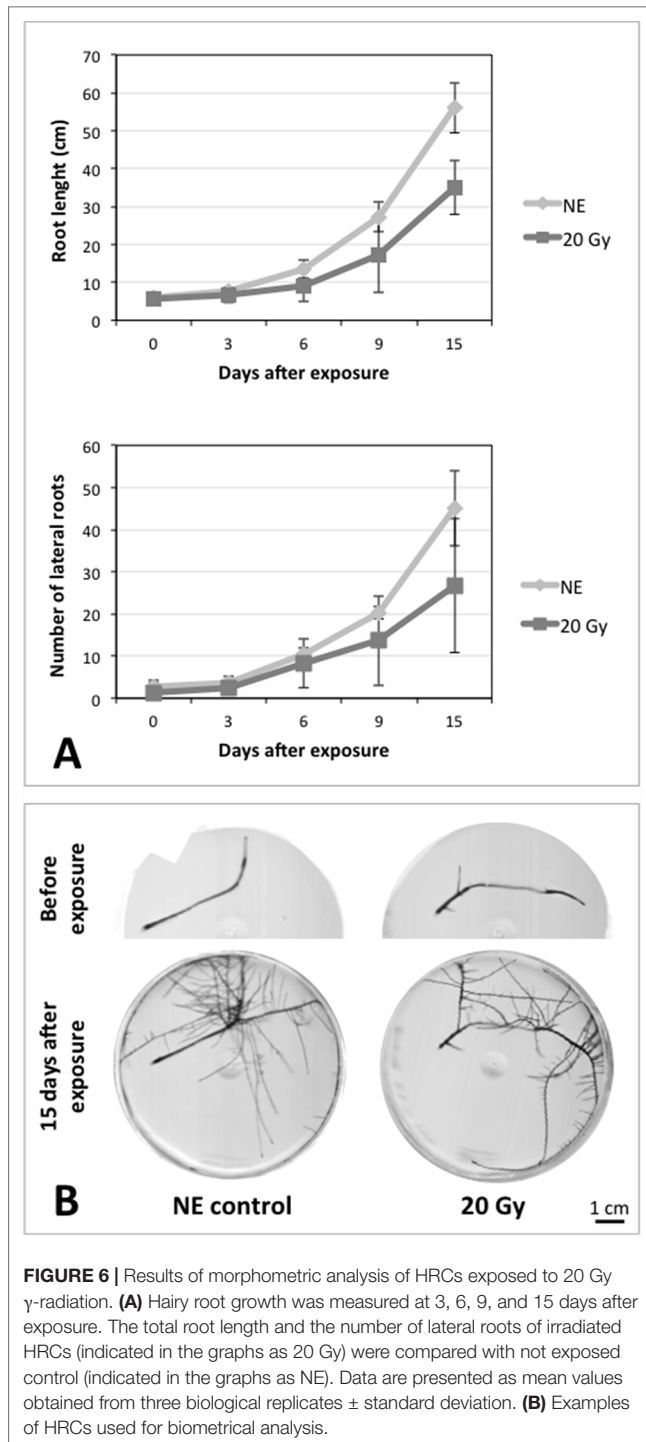 70
60
50
40
30
20
10
0
Root lenght (cm)
NE
20 Gy
0 3 6 9 15
Days after exposure
60
50
40
30
20
10
0
Number of lateral roots
NE
20 Gy
0 3 6 9 15
Days after exposure
A
Before
exposure
15 days after
exposure
B
NE control
20 Gy
1 cm
FIGURE 6 | Results of morphometric analysis of HRCs exposed to 20 Gy
γ-radiation. (A) Hairy root growth was measured at 3, 6, 9, and 15 days after
exposure. The total root length and the number of lateral roots of irradiated
HRCs (indicated in the graphs as 20 Gy) were compared with not exposed
control (indicated in the graphs as NE). Data are presented as mean values
obtained from three biological replicates ± standard deviation. (B) Examples
of HRCs used for biometrical analysis.